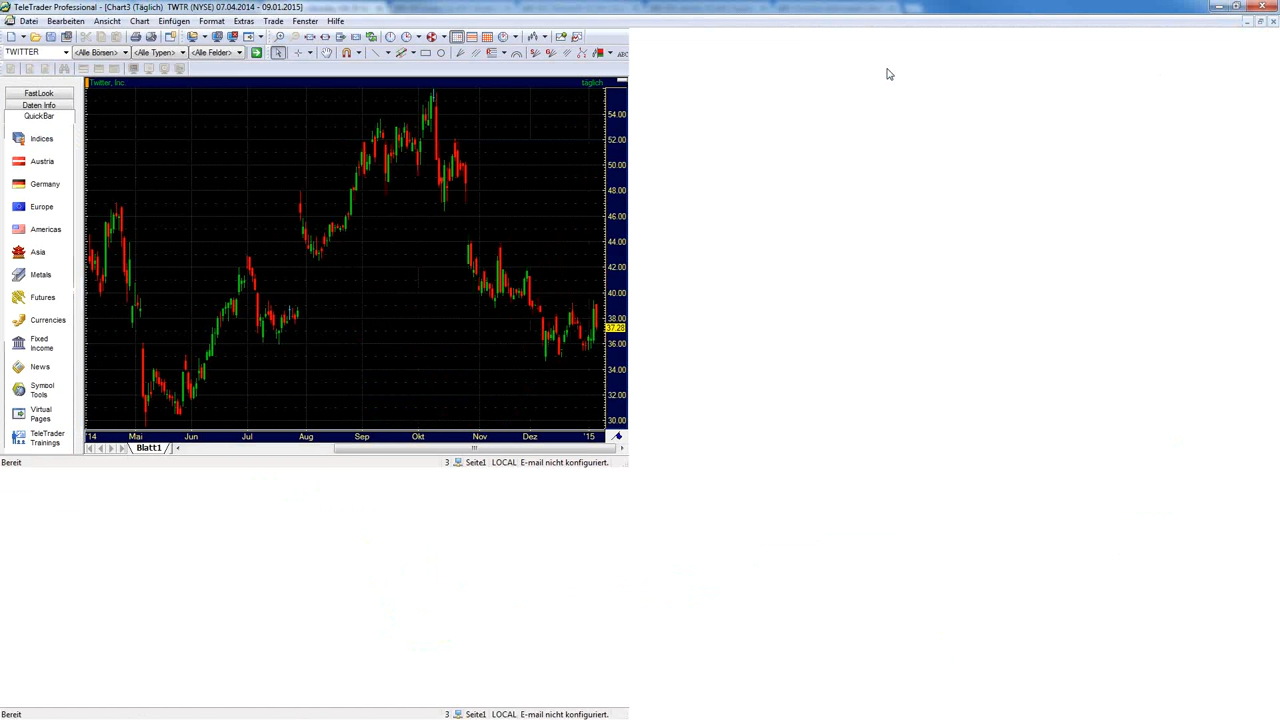 TeleTrader Professional - [Chart3 (Täglich) TWTR (NYSE) 07.04.2014 - 09.01.2015]
Datei Bearbeiten Ansicht Chart Einfügen Format Extras Trade Fenster Hilfe
TWITTER <Alle Börsen> <Alle Typen> <Alle Felder> ABC
FastLook
Daten Info
QuickBar
Indices
Austria
Germany
Europe
Americas
Asia
Metals
Futures
Currencies
Fixed
Income
News
Symbol
Tools
Virtual
Pages
TeleTrader
Trainings
Twitter, Inc. täglich
54.00
52.00
50.00
48.00
46.00
44.00
42.00
40.00
38.00
37.28
36.00
34.00
32.00
30.00
'14 Mai Jun Jul Aug Sep Okt Nov Dez '15
Blatt1
Bereit 3 Seite1 LOCAL E-mail nicht konfiguriert.
Bereit 3 Seite1 LOCAL E-mail nicht konfiguriert.